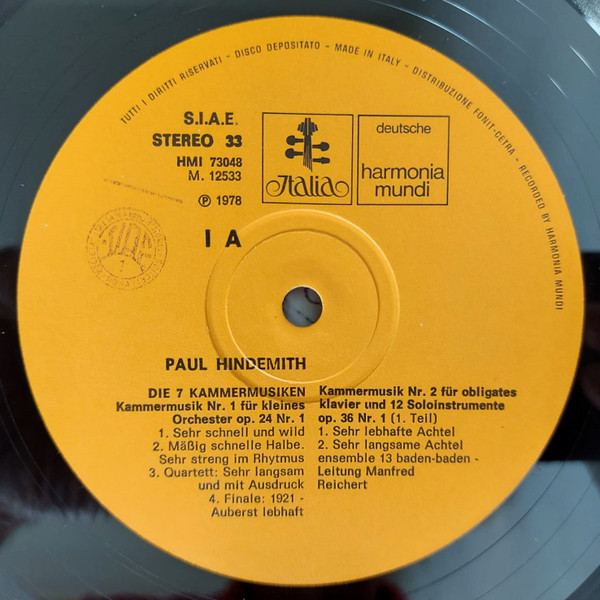 TUTTI I DIRITTI RISERVATI - DISCO DEPOSITATO - MADE IN ITALY - DISTRIBUZIONE FONIT-CETRA - RECORDED BY HARMONIA MUNDI
S.I.A.E.
STEREO 33
HMI 73048
M. 12533
℗ 1978
Italia
deutsche
harmonia
mundi
I A
PAUL HINDEMITH
DIE 7 KAMMERMUSIKEN
Kammermusik Nr. 1 für kleines
Orchester op. 24 Nr. 1
1. Sehr schnell und wild
2. Mäßig schnelle Halbe.
Sehr streng im Rhytmus
3. Quartett: Sehr langsam
und mit Ausdruck
4. Finale: 1921 -
Auberst lebhaft
Kammermusik Nr. 2 für obligates
klavier und 12 Soloinstrumente
op. 36 Nr. 1 (1. Teil)
1. Sehr lebhafte Achtel
2. Sehr langsame Achtel
ensemble 13 baden-baden -
Leitung Manfred
Reichert